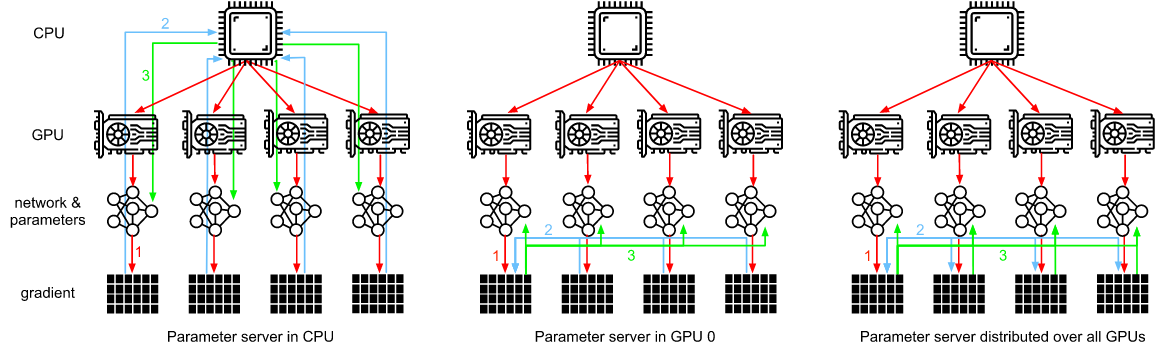 CPU
GPU
network &
parameters
gradient
2
3
1
Parameter server in CPU
1
2
3
Parameter server in GPU 0
1
2
3
Parameter server distributed over all GPUs